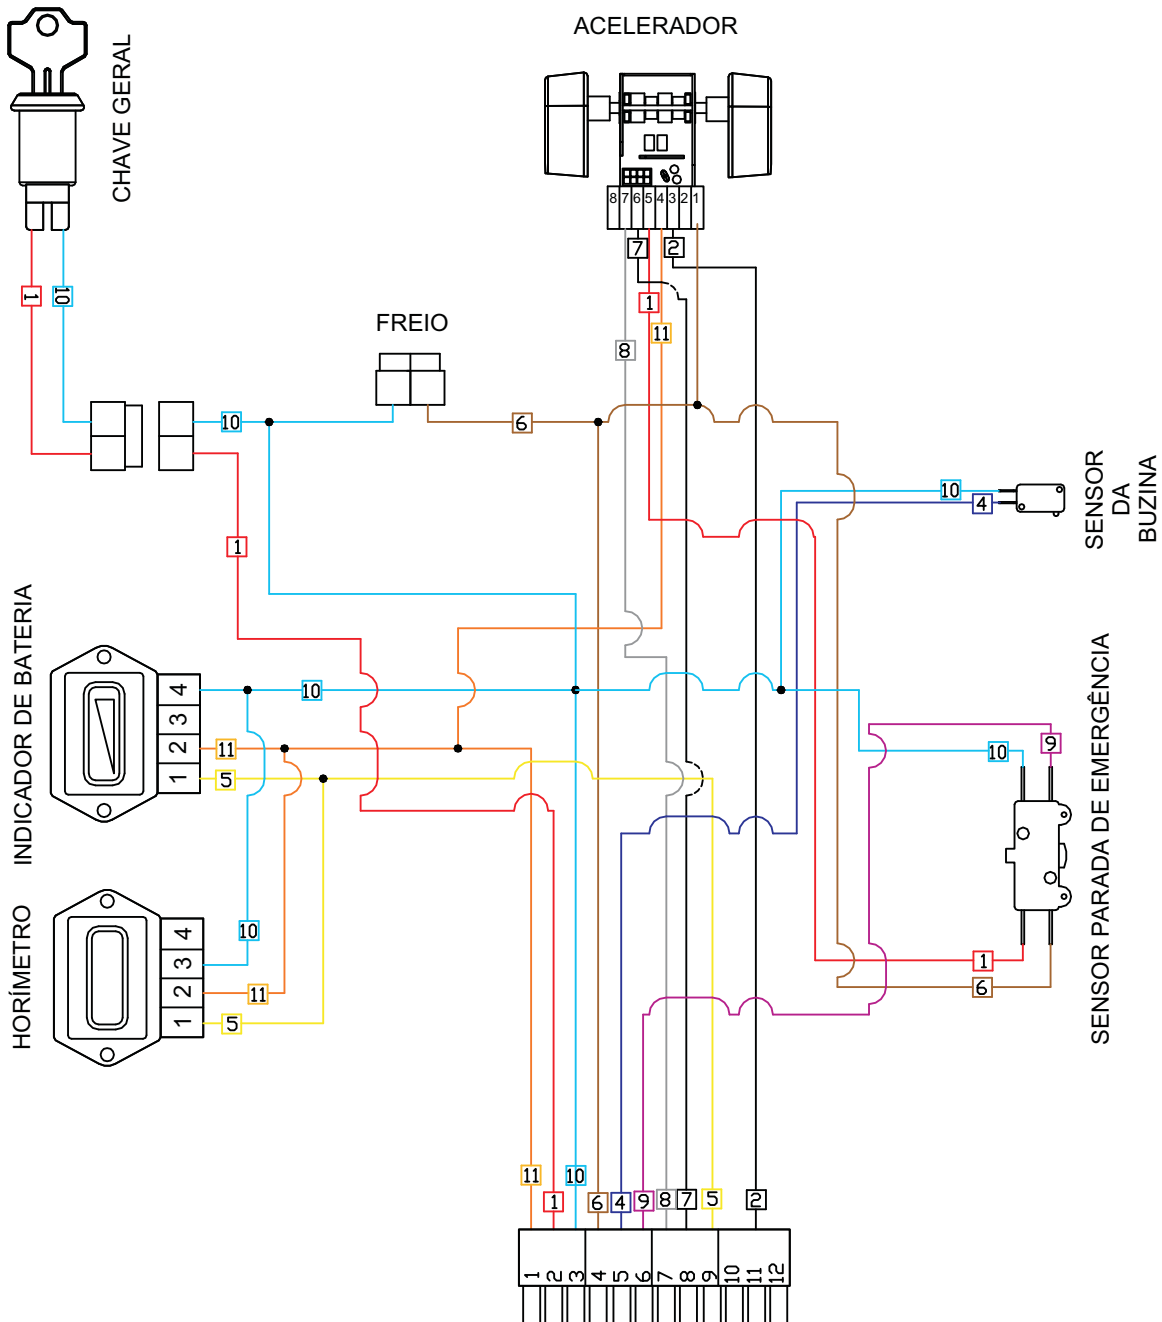 ACELERADOR
CHAVE GERAL
8 7 6 5 4 3 2 1
7 2
1 10
1
11
FREIO
8
10 6
10
4
SENSOR
DA
BUZINA
1
INDICADOR DE BATERIA
4
3
2
1
10
11
5
SENSOR PARADA DE EMERGÊNCIA
9
10
HORÍMETRO
4
3
2
1
10
11
5
1
6
11 1 10 6 4 9 8 7 5 2
1 2 3 4 5 6 7 8 9 10 11 12